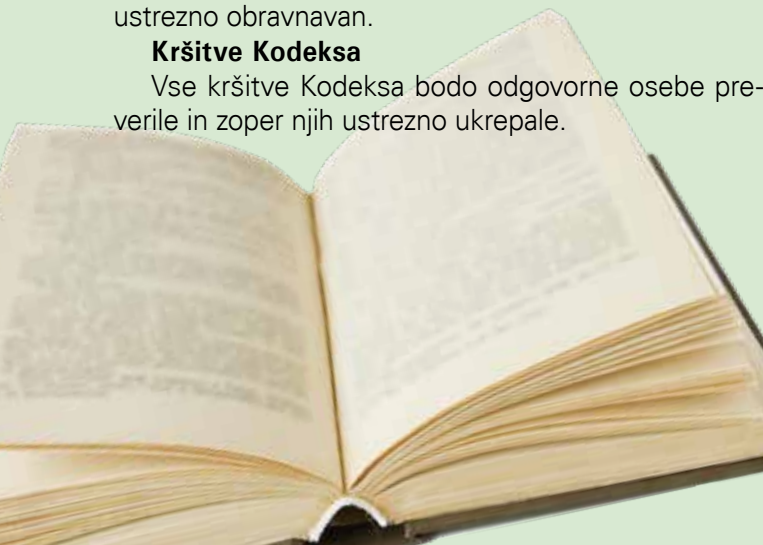 ustrezno obravnavan.
Kršitve Kodeksa
Vse kršitve Kodeksa bodo odgovorne osebe pre-
verile in zoper njih ustrezno ukrepale.